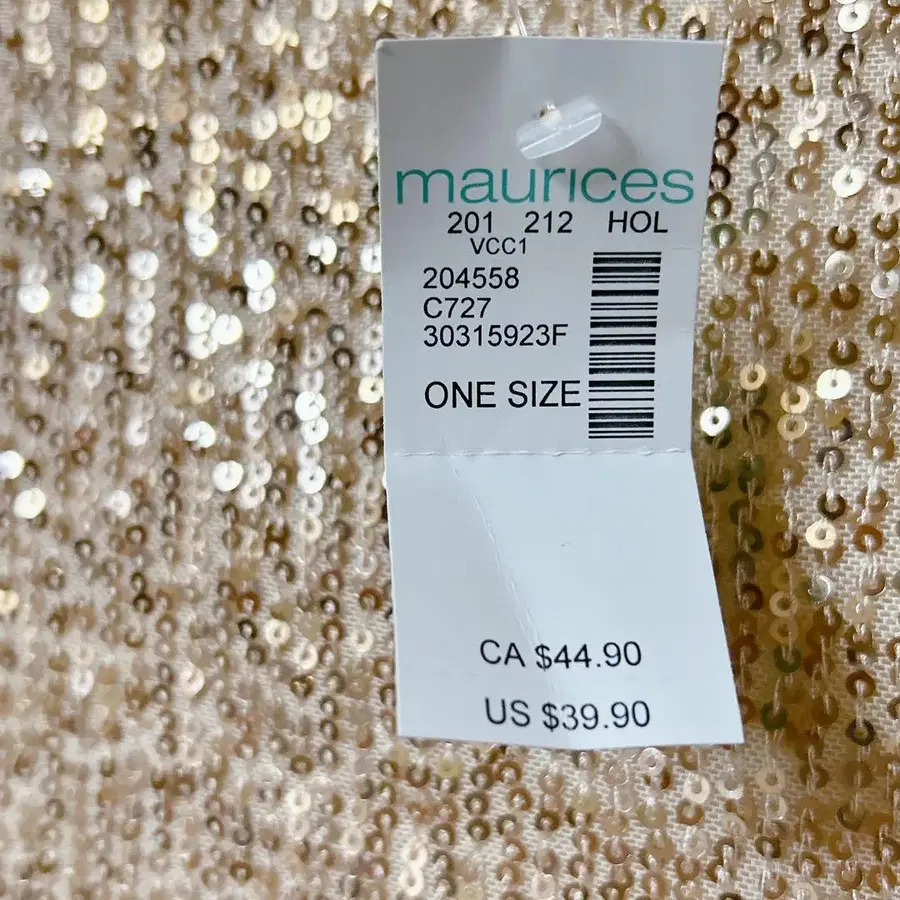 maurices
201 212 HOL
VCC1
204558
C727
30315923F
ONE SIZE
CA $44.90
US $39.90